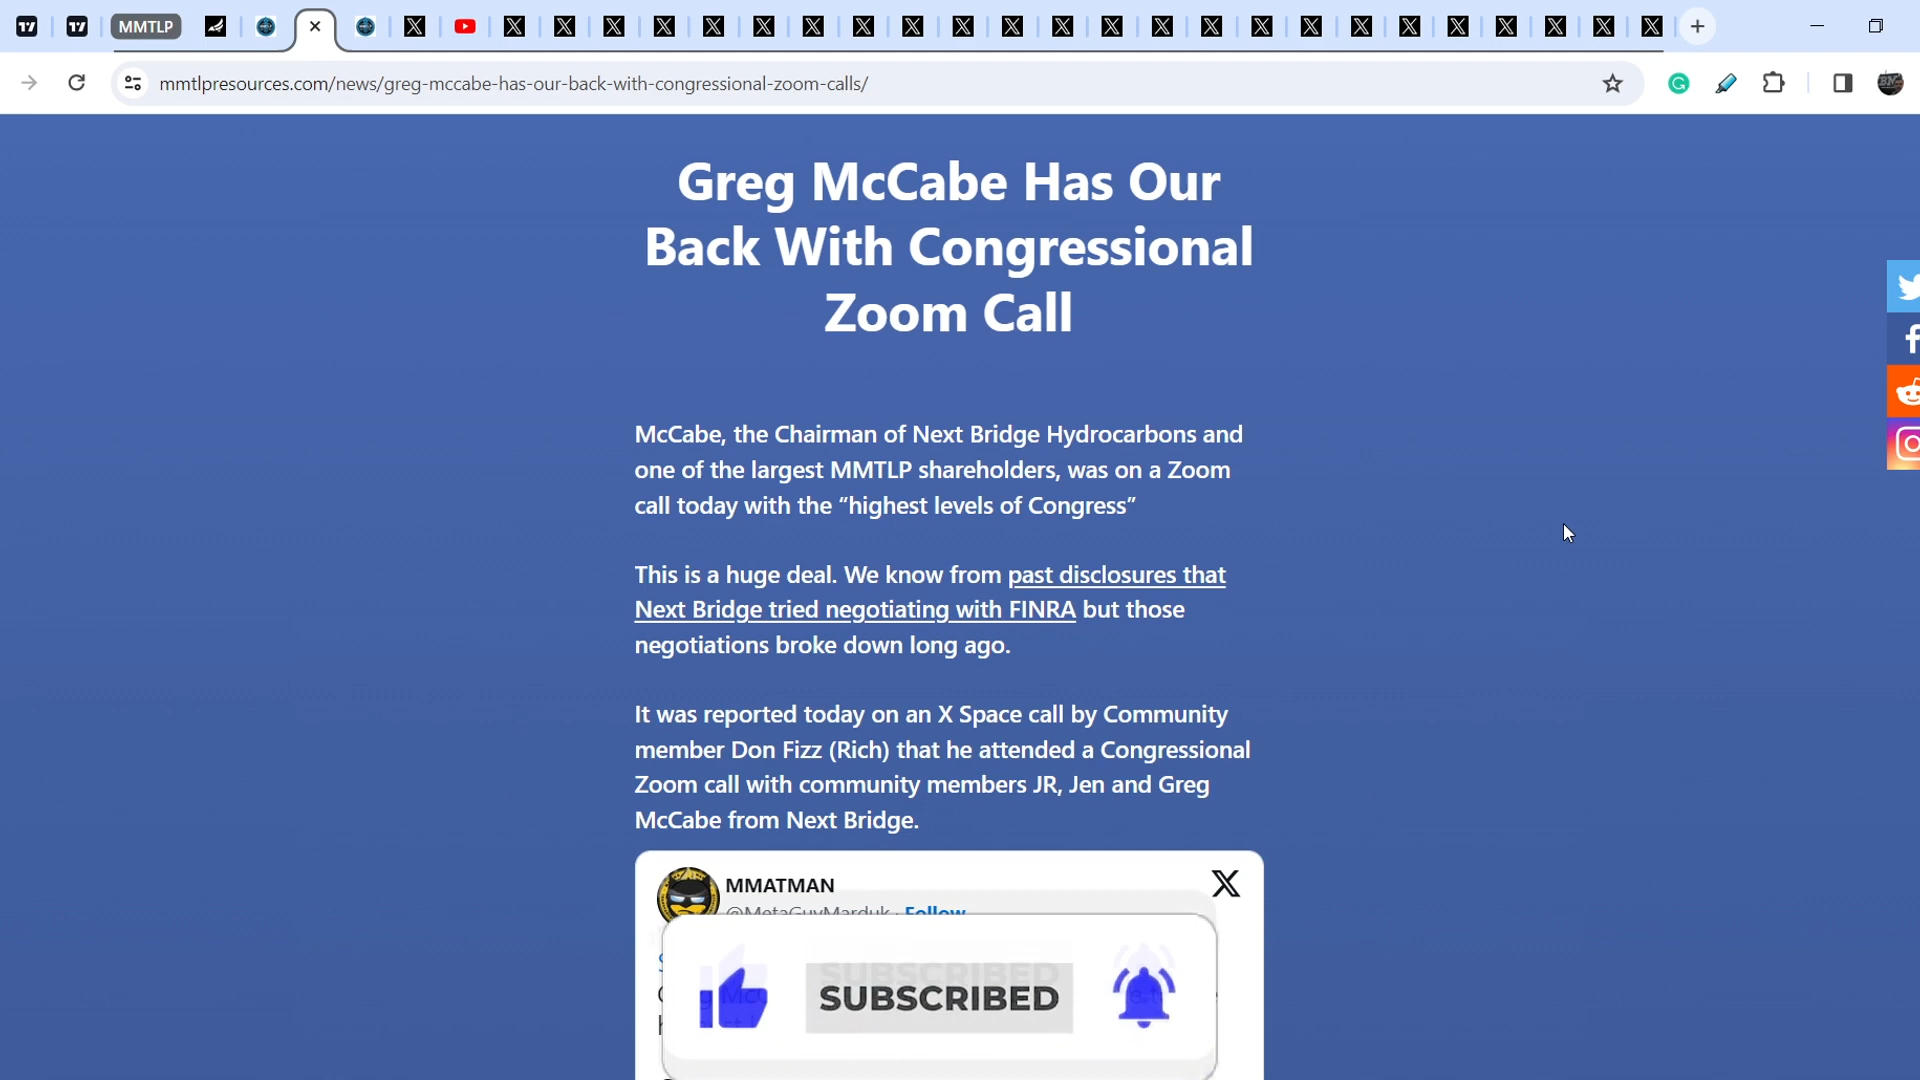 MMTLP
mmtlpresources.com/news/greg-mccabe-has-our-back-with-congressional-zoom-calls/
Greg McCabe Has Our
Back With Congressional
Zoom Call
McCabe, the Chairman of Next Bridge Hydrocarbons and
one of the largest MMTLP shareholders, was on a Zoom
call today with the “highest levels of Congress”
This is a huge deal. We know from past disclosures that
Next Bridge tried negotiating with FINRA but those
negotiations broke down long ago.
It was reported today on an X Space call by Community
member Don Fizz (Rich) that he attended a Congressional
Zoom call with community members JR, Jen and Greg
McCabe from Next Bridge.
MMATMAN
@MetaGuyMarduk · Follow
SUBSCRIBED